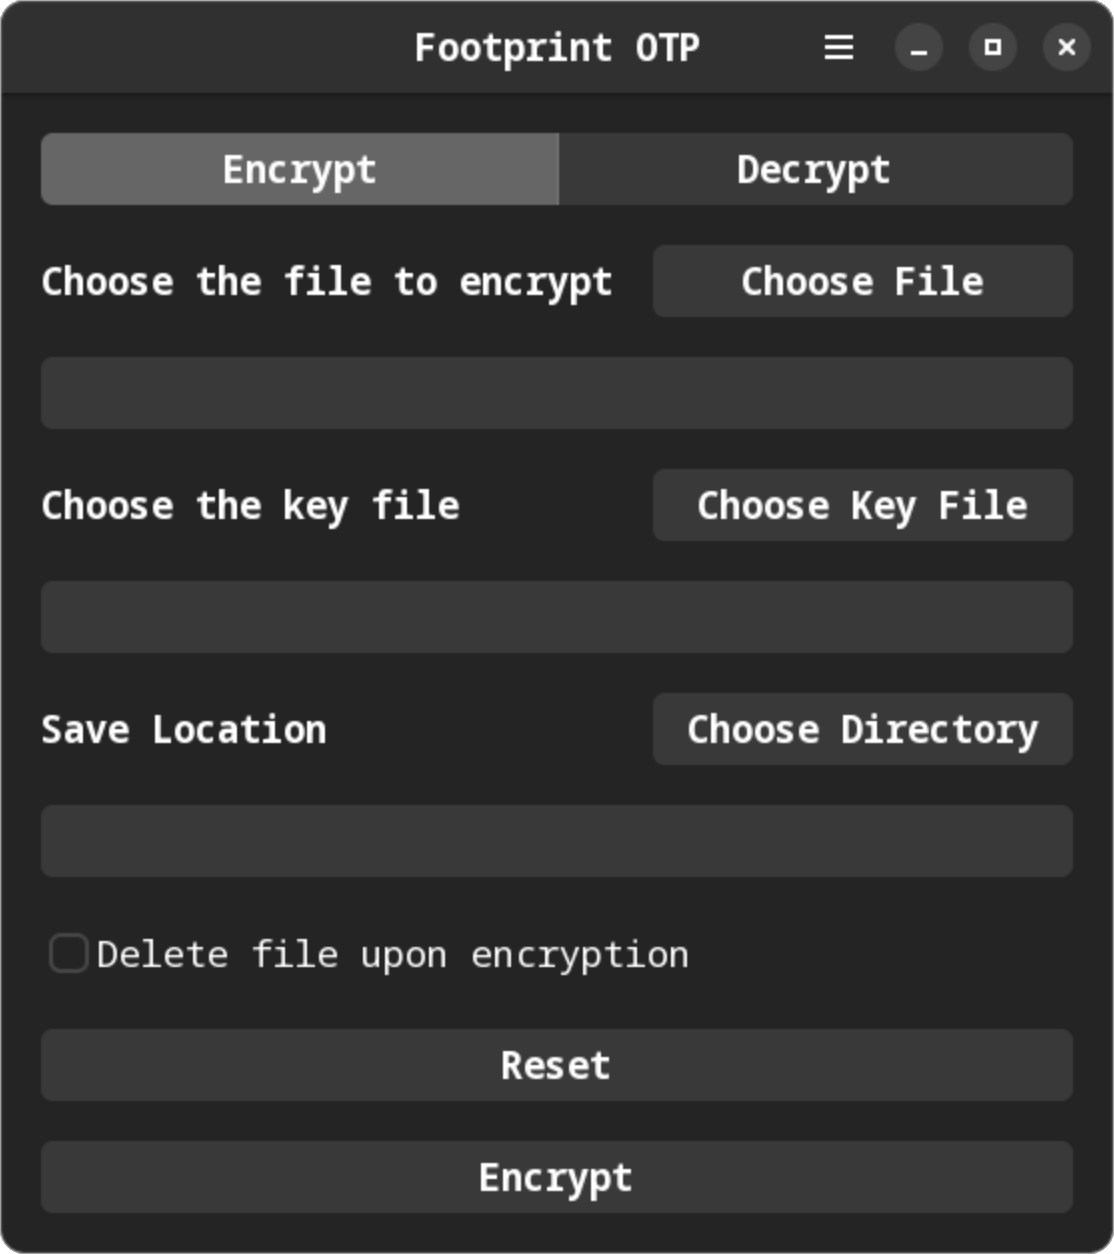 Footprint OTP
Encrypt Decrypt
Choose the file to encrypt Choose File
Choose the key file Choose Key File
Save Location Choose Directory
Delete file upon encryption
Reset
Encrypt